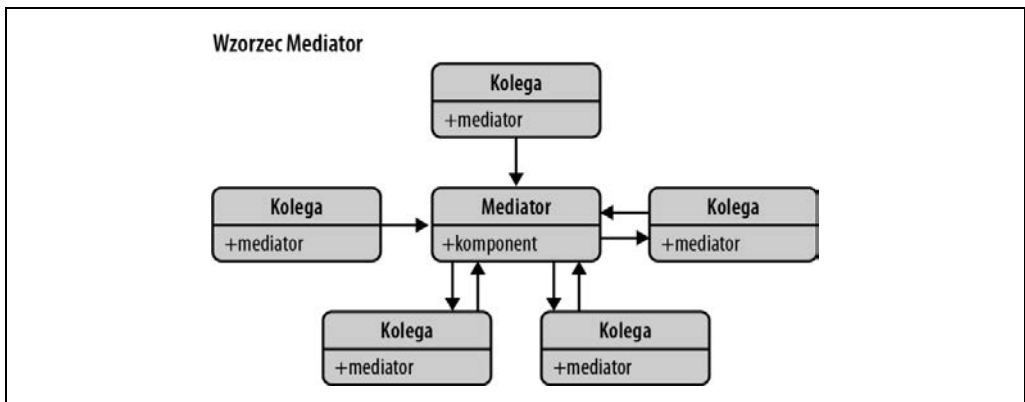 Wzorzec Mediator
Kolega
+mediator
Kolega
+mediator
Mediator
+komponent
Kolega
+mediator
Kolega
+mediator
Kolega
+mediator